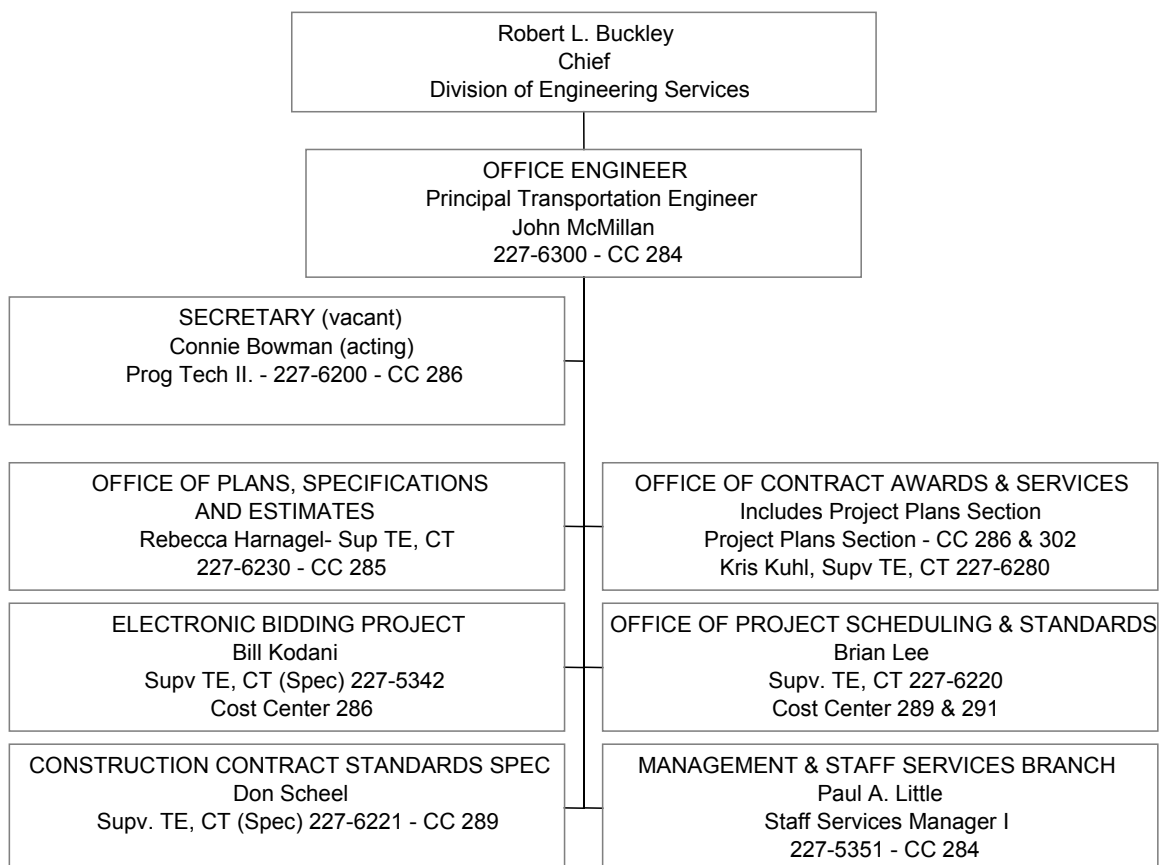 Robert L. Buckley
Chief
Division of Engineering Services
OFFICE ENGINEER
Principal Transportation Engineer
John McMillan
227-6300 - CC 284
SECRETARY (vacant)
Connie Bowman (acting)
Prog Tech II. - 227-6200 - CC 286
OFFICE OF PLANS, SPECIFICATIONS
AND ESTIMATES
Rebecca Harnagel- Sup TE, CT
227-6230 - CC 285
OFFICE OF CONTRACT AWARDS & SERVICES
Includes Project Plans Section
Project Plans Section - CC 286 & 302
Kris Kuhl, Supv TE, CT 227-6280
ELECTRONIC BIDDING PROJECT
Bill Kodani
Supv TE, CT (Spec) 227-5342
Cost Center 286
OFFICE OF PROJECT SCHEDULING & STANDARDS
Brian Lee
Supv. TE, CT 227-6220
Cost Center 289 & 291
CONSTRUCTION CONTRACT STANDARDS SPEC
Don Scheel
Supv. TE, CT (Spec) 227-6221 - CC 289
MANAGEMENT & STAFF SERVICES BRANCH
Paul A. Little
Staff Services Manager I
227-5351 - CC 284